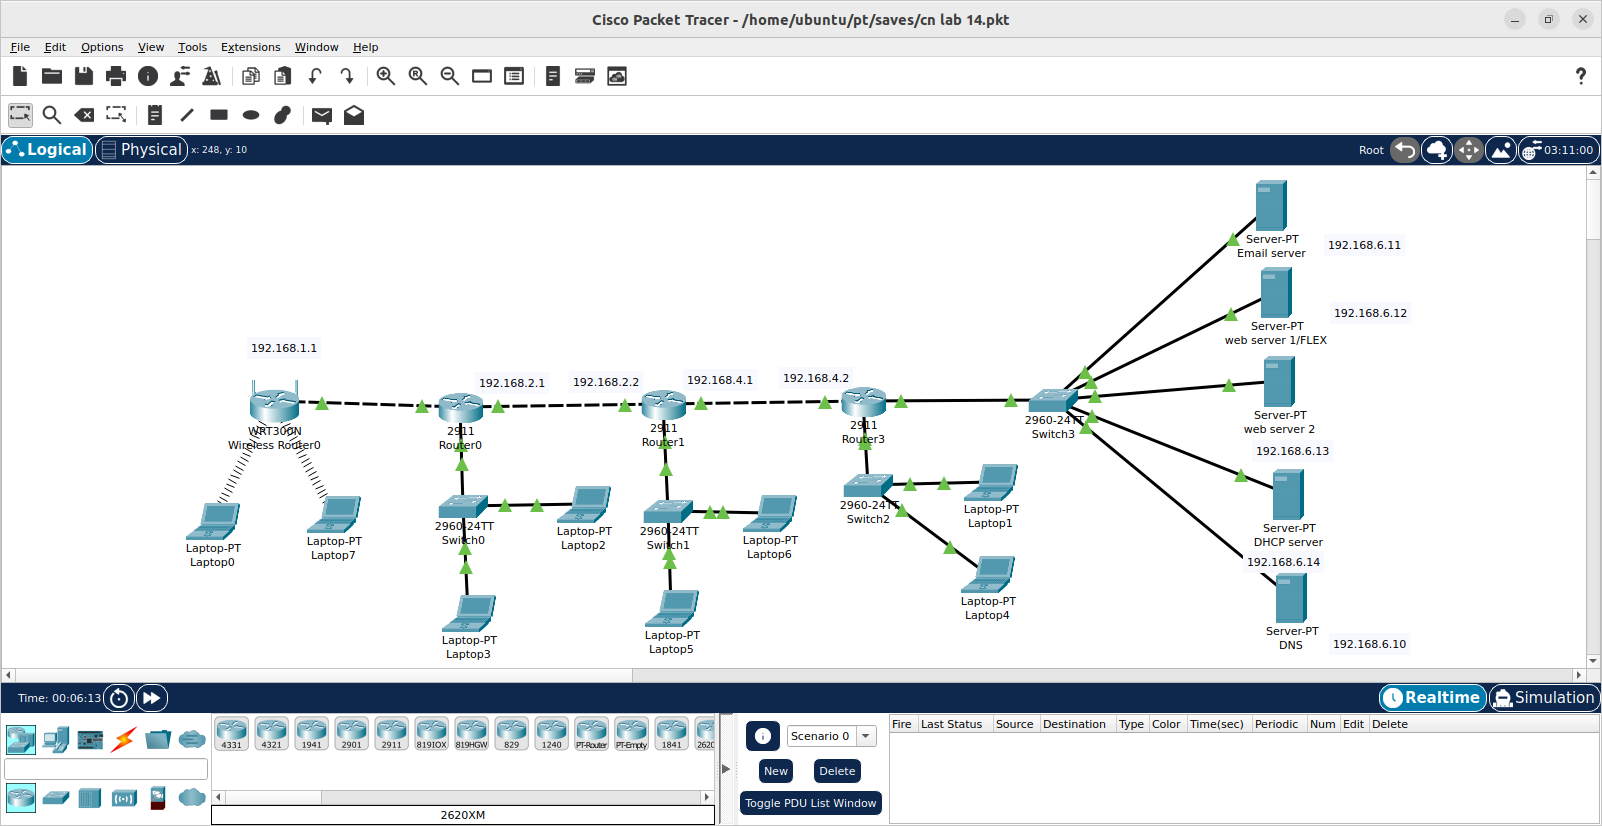 Cisco Packet Tracer - /home/ubuntu/pt/saves/cn lab 14.pkt
File Edit Options View Tools Extensions Window Help
Logical Physical x: 248, y: 10 Root 03:11:00
Server-PT
Email server
192.168.6.11
Server-PT
web server 1/FLEX
192.168.6.12
Server-PT
web server 2
192.168.6.13
Server-PT
DHCP server
192.168.6.14
Server-PT
DNS
192.168.6.10
192.168.1.1
192.168.2.1
192.168.2.2
192.168.4.1
192.168.4.2
WRT300N
Wireless Router0
2911
Router0
2911
Router1
2911
Router3
2960-24TT
Switch3
Laptop-PT
Laptop0
Laptop-PT
Laptop7
2960-24TT
Switch0
Laptop-PT
Laptop2
2960-24TT
Switch1
Laptop-PT
Laptop6
2960-24TT
Switch2
Laptop-PT
Laptop1
Laptop-PT
Laptop4
Laptop-PT
Laptop3
Laptop-PT
Laptop5
Time: 00:06:13 Realtime Simulation
4331 4321 1941 2901 2911 819IOX 819HGW 829 1240 PT-Router PT-Empty 1841 2620
2620XM
Scenario 0
New Delete
Toggle PDU List Window
Fire Last Status Source Destination Type Color Time(sec) Periodic Num Edit Delete